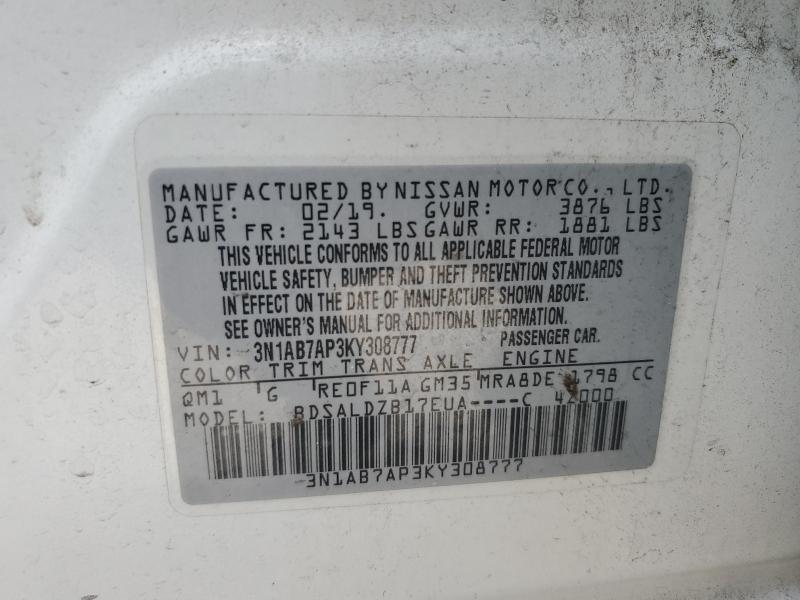 MANUFACTURED BY NISSAN MOTOR CO., LTD.
DATE: 02/19. GVWR: 3876 LBS
GAWR FR: 2143 LBS GAWR RR: 1881 LBS
THIS VEHICLE CONFORMS TO ALL APPLICABLE FEDERAL MOTOR
VEHICLE SAFETY, BUMPER AND THEFT PREVENTION STANDARDS
IN EFFECT ON THE DATE OF MANUFACTURE SHOWN ABOVE.
SEE OWNER'S MANUAL FOR ADDITIONAL INFORMATION.
VIN: 3N1AB7AP3KY308777 PASSENGER CAR.
COLOR TRIM TRANS AXLE ENGINE
QM1 G RE0F11A GM35 MRA8DE 1798 CC
MODEL: BDSALDZB17EUA----C 42000
3N1AB7AP3KY308777